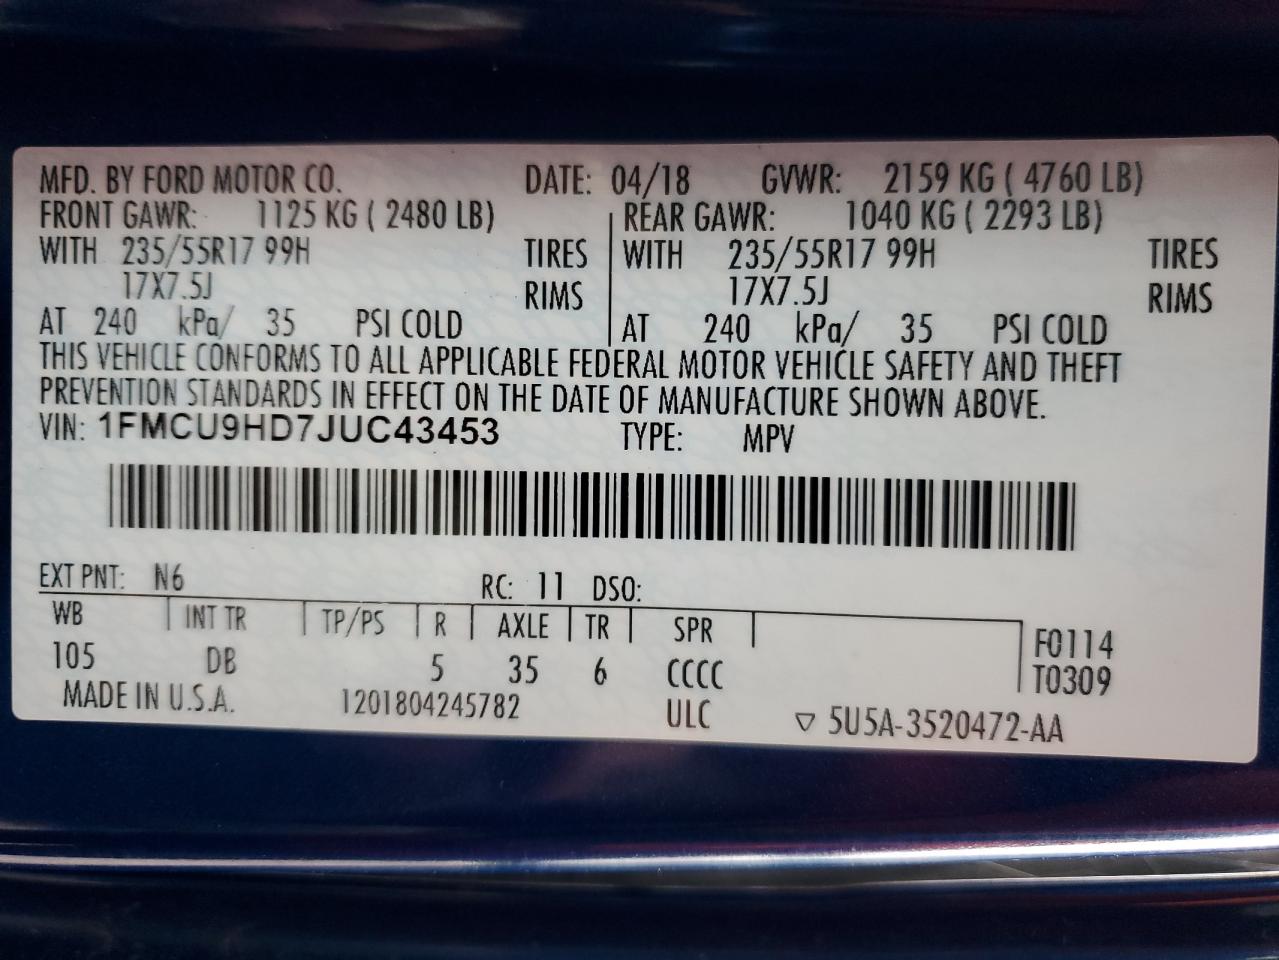 MFD. BY FORD MOTOR CO. DATE: 04/18 GVWR: 2159 KG ( 4760 LB)
FRONT GAWR: 1125 KG ( 2480 LB) REAR GAWR: 1040 KG ( 2293 LB)
WITH 235/55R17 99H TIRES WITH 235/55R17 99H TIRES
17X7.5J RIMS 17X7.5J RIMS
AT 240 kPa/ 35 PSI COLD AT 240 kPa/ 35 PSI COLD
THIS VEHICLE CONFORMS TO ALL APPLICABLE FEDERAL MOTOR VEHICLE SAFETY AND THEFT
PREVENTION STANDARDS IN EFFECT ON THE DATE OF MANUFACTURE SHOWN ABOVE.
VIN: 1FMCU9HD7JUC43453 TYPE: MPV
EXT PNT: N6 RC: 11 DSO:
WB INT TR TP/PS R AXLE TR SPR F0114
105 DB 5 35 6 CCCC T0309
MADE IN U.S.A. 1201804245782 ULC ▽ 5U5A-3520472-AA